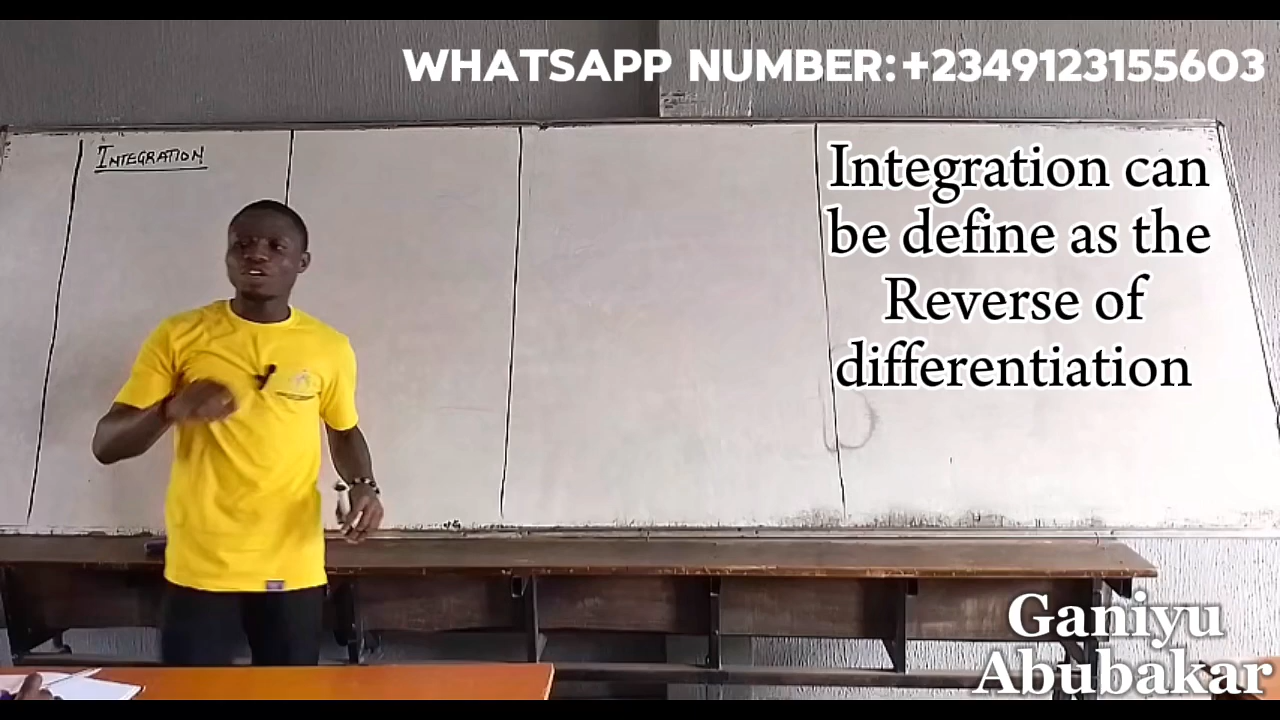 WHATSAPP NUMBER:+2349123155603
INTEGRATION
Integration can
be define as the
Reverse of
differentiation
Ganiyu
Abubakar